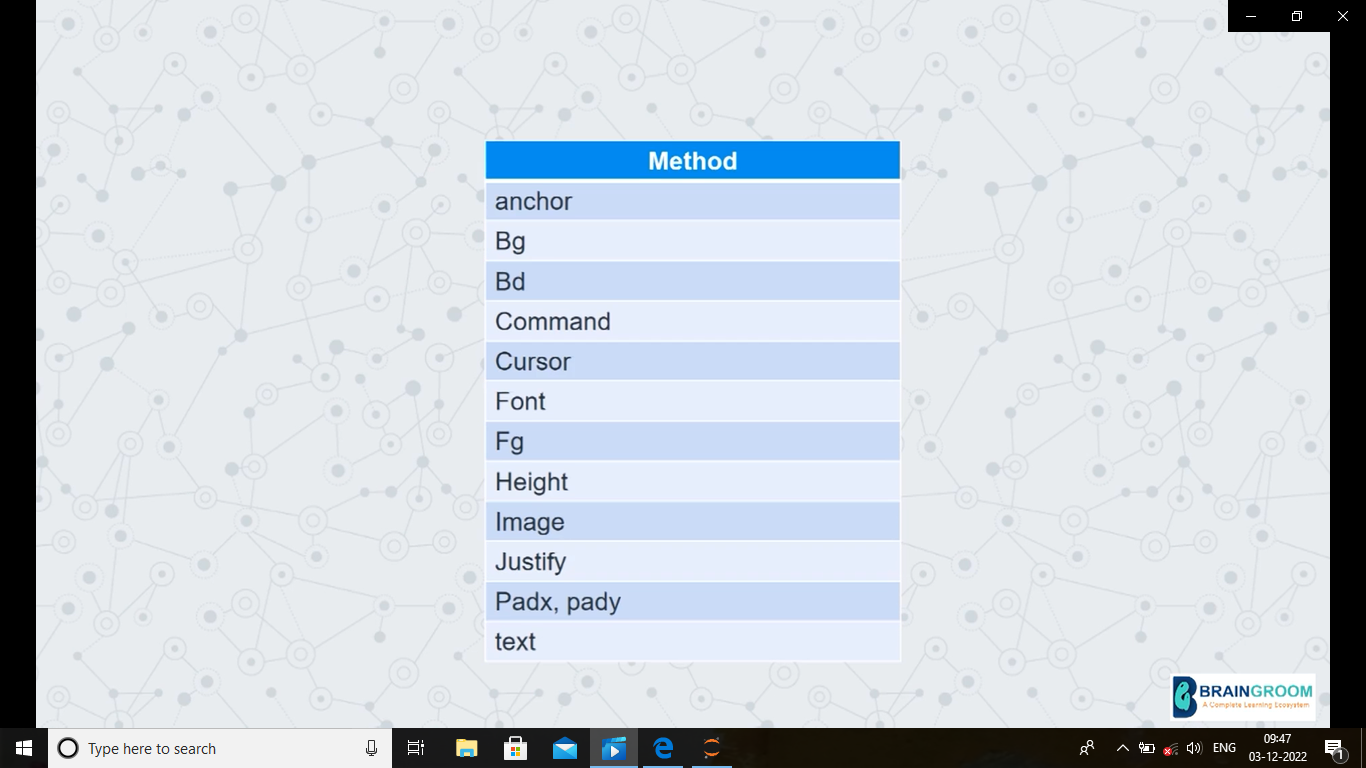 Method
anchor
Bg
Bd
Command
Cursor
Font
Fg
Height
Image
Justify
Padx, pady
text
BRAINGROOM
A Complete Learning Ecosystem
Type here to search
ENG
09:47
03-12-2022
1